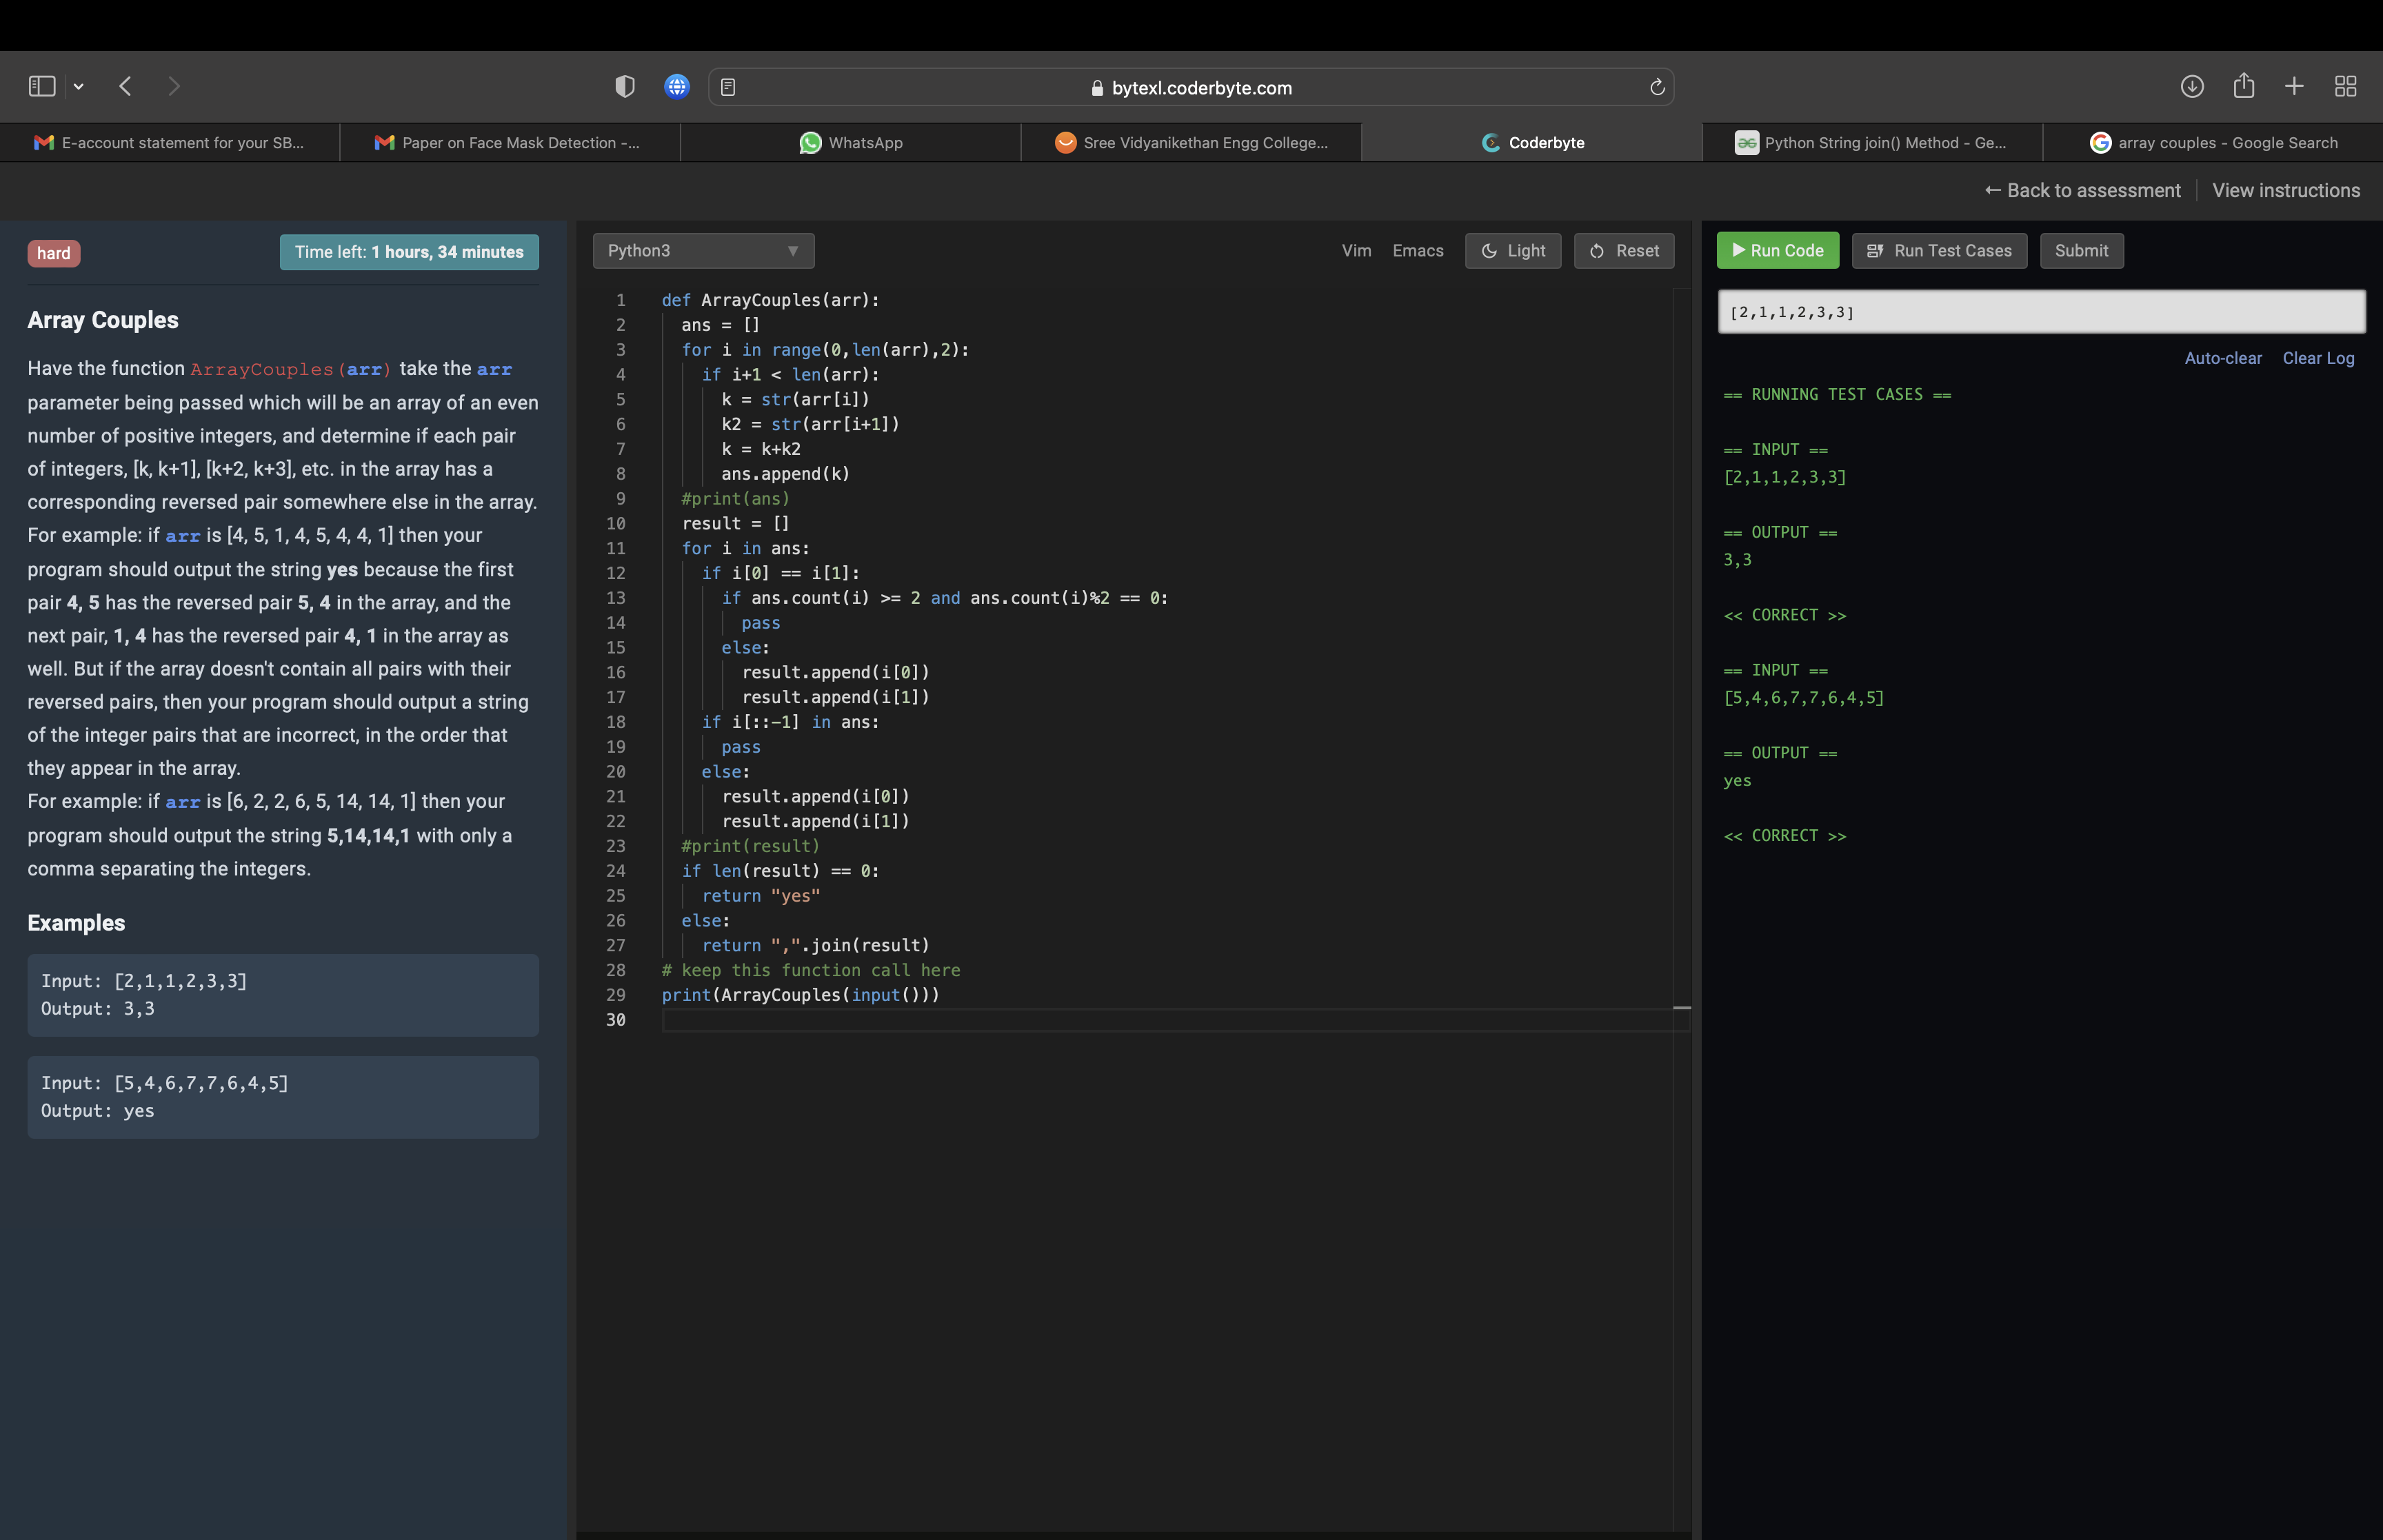 bytexl.coderbyte.com
E-account statement for your SB...
Paper on Face Mask Detection -...
WhatsApp
Sree Vidyanikethan Engg College...
Coderbyte
Python String join() Method - Ge...
array couples - Google Search
← Back to assessment
View instructions
hard
Time left: 1 hours, 34 minutes
Array Couples
Have the function ArrayCouples(arr) take the arr
parameter being passed which will be an array of an even
number of positive integers, and determine if each pair
of integers, [k, k+1], [k+2, k+3], etc. in the array has a
corresponding reversed pair somewhere else in the array.
For example: if arr is [4, 5, 1, 4, 5, 4, 4, 1] then your
program should output the string yes because the first
pair 4, 5 has the reversed pair 5, 4 in the array, and the
next pair, 1, 4 has the reversed pair 4, 1 in the array as
well. But if the array doesn't contain all pairs with their
reversed pairs, then your program should output a string
of the integer pairs that are incorrect, in the order that
they appear in the array.
For example: if arr is [6, 2, 2, 6, 5, 14, 14, 1] then your
program should output the string 5,14,14,1 with only a
comma separating the integers.
Examples
Input: [2,1,1,2,3,3]
Output: 3,3
Input: [5,4,6,7,7,6,4,5]
Output: yes
Python3
Vim
Emacs
Light
Reset
1 def ArrayCouples(arr):
2 ans = []
3 for i in range(0,len(arr),2):
4 if i+1 < len(arr):
5 k = str(arr[i])
6 k2 = str(arr[i+1])
7 k = k+k2
8 ans.append(k)
9 #print(ans)
10 result = []
11 for i in ans:
12 if i[0] == i[1]:
13 if ans.count(i) >= 2 and ans.count(i)%2 == 0:
14 pass
15 else:
16 result.append(i[0])
17 result.append(i[1])
18 if i[::-1] in ans:
19 pass
20 else:
21 result.append(i[0])
22 result.append(i[1])
23 #print(result)
24 if len(result) == 0:
25 return "yes"
26 else:
27 return ",".join(result)
28 # keep this function call here
29 print(ArrayCouples(input()))
30
Run Code
Run Test Cases
Submit
[2,1,1,2,3,3]
Auto-clear
Clear Log
== RUNNING TEST CASES ==
== INPUT ==
[2,1,1,2,3,3]
== OUTPUT ==
3,3
<< CORRECT >>
== INPUT ==
[5,4,6,7,7,6,4,5]
== OUTPUT ==
yes
<< CORRECT >>